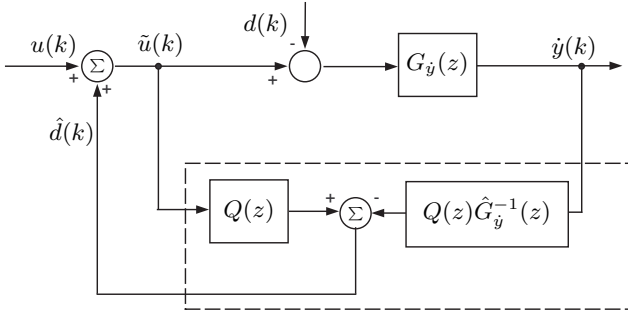 d(k)
-
u(k) ũ(k) ẏ(k)
Σ G_ẏ(z)
+ + +
d̂(k)
+ -
Q(z) Σ Q(z)Ĝ_ẏ^{-1}(z)